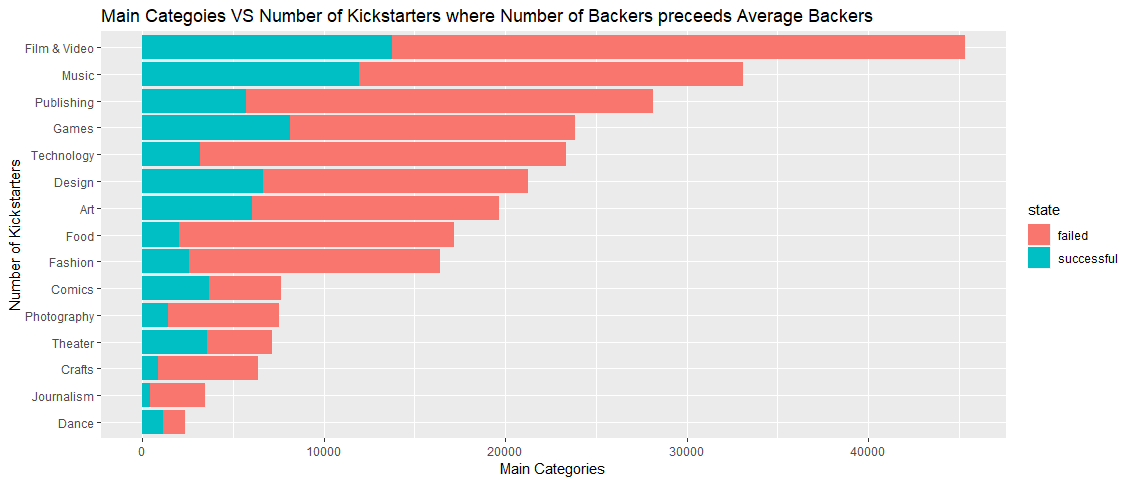 Main Categoies VS Number of Kickstarters where Number of Backers preceeds Average Backers
Film & Video
Music
Publishing
Games
Technology
Design
Art
Food
Fashion
Comics
Photography
Theater
Crafts
Journalism
Dance
Number of Kickstarters
0 10000 20000 30000 40000
Main Categories
state
failed
successful